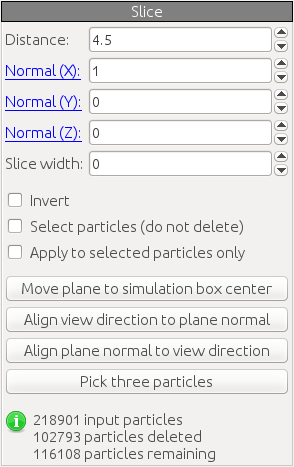 Slice
Distance: 4.5
Normal (X): 1
Normal (Y): 0
Normal (Z): 0
Slice width: 0
Invert
Select particles (do not delete)
Apply to selected particles only
Move plane to simulation box center
Align view direction to plane normal
Align plane normal to view direction
Pick three particles
218901 input particles
102793 particles deleted
116108 particles remaining